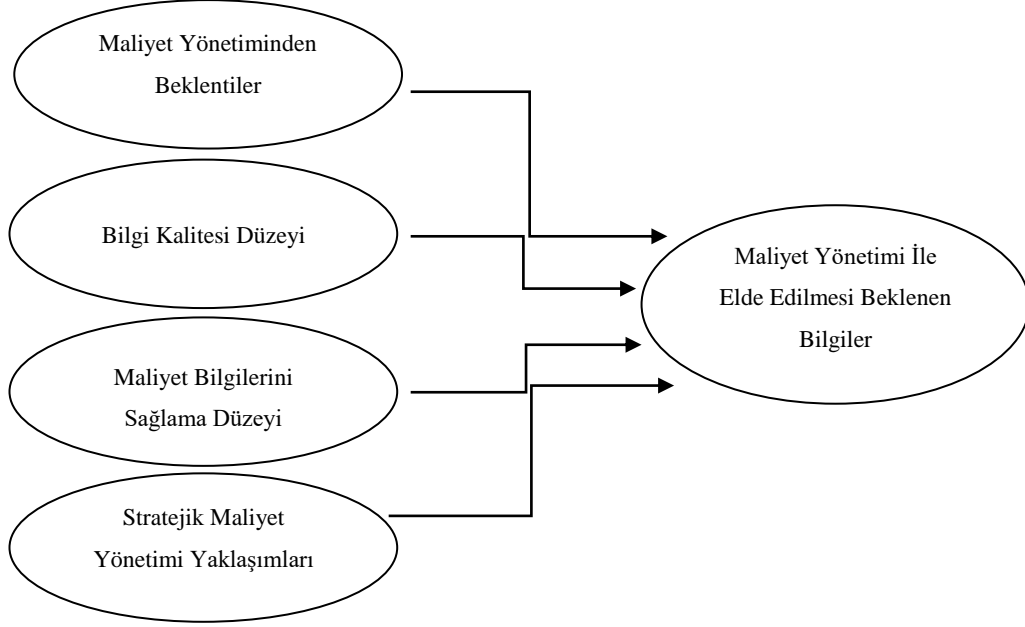 Maliyet Yönetiminden
Beklentiler
Bilgi Kalitesi Düzeyi
Maliyet Bilgilerini
Sağlama Düzeyi
Stratejik Maliyet
Yönetimi Yaklaşımları
Maliyet Yönetimi İle
Elde Edilmesi Beklenen
Bilgiler